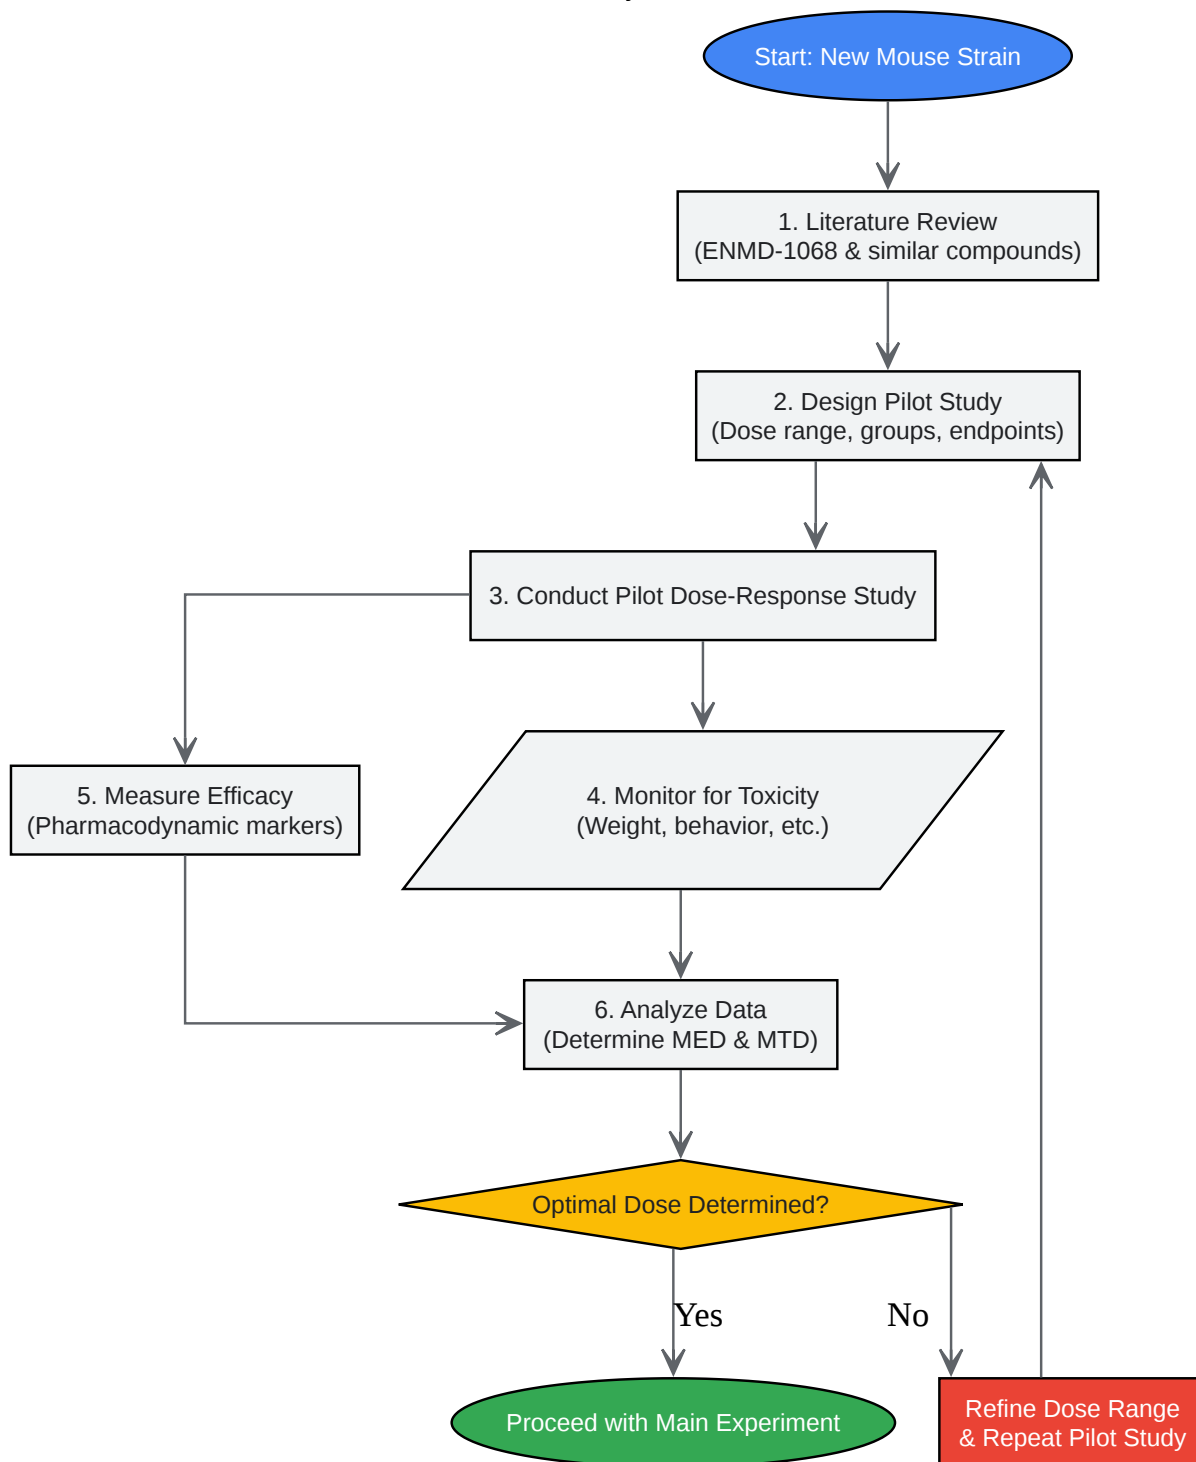 Start: New Mouse Strain
1. Literature Review
(ENMD-1068 & similar compounds)
2. Design Pilot Study
(Dose range, groups, endpoints)
3. Conduct Pilot Dose-Response Study
5. Measure Efficacy
(Pharmacodynamic markers)
4. Monitor for Toxicity
(Weight, behavior, etc.)
6. Analyze Data
(Determine MED & MTD)
Optimal Dose Determined?
Yes
No
Proceed with Main Experiment
Refine Dose Range
& Repeat Pilot Study